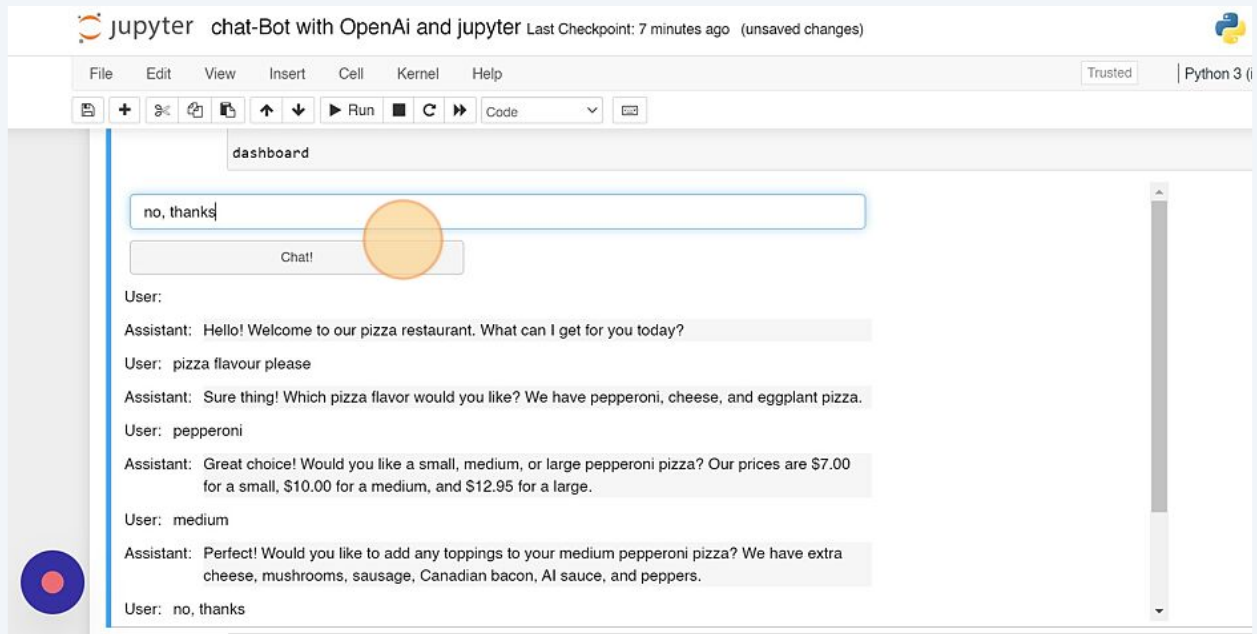 jupyter chat-Bot with OpenAi and jupyter Last Checkpoint: 7 minutes ago (unsaved changes)
File Edit View Insert Cell Kernel Help Trusted Python 3 (i
Run Code
dashboard
no, thanks
Chat!
User:
Assistant: Hello! Welcome to our pizza restaurant. What can I get for you today?
User: pizza flavour please
Assistant: Sure thing! Which pizza flavor would you like? We have pepperoni, cheese, and eggplant pizza.
User: pepperoni
Assistant: Great choice! Would you like a small, medium, or large pepperoni pizza? Our prices are $7.00
for a small, $10.00 for a medium, and $12.95 for a large.
User: medium
Assistant: Perfect! Would you like to add any toppings to your medium pepperoni pizza? We have extra
cheese, mushrooms, sausage, Canadian bacon, AI sauce, and peppers.
User: no, thanks